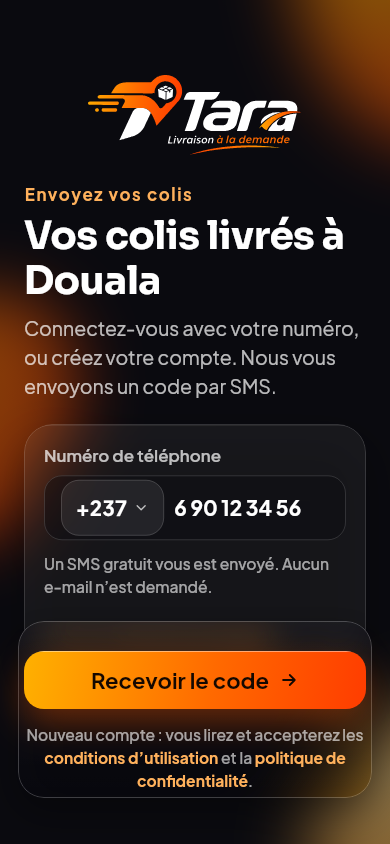 Tara
Livraison à la demande
Envoyez vos colis
Vos colis livrés à
Douala
Connectez-vous avec votre numéro,
ou créez votre compte. Nous vous
envoyons un code par SMS.
Numéro de téléphone
+237 6 90 12 34 56
Un SMS gratuit vous est envoyé. Aucun
e-mail n’est demandé.
Recevoir le code →
Nouveau compte : vous lirez et accepterez les
conditions d’utilisation et la politique de
confidentialité.